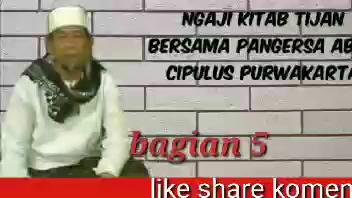 NGAJI KITAB TIJAN
BERSAMA PANGERSA AB
CIPULUS PURWAKARTA
bagian 5
like share komen